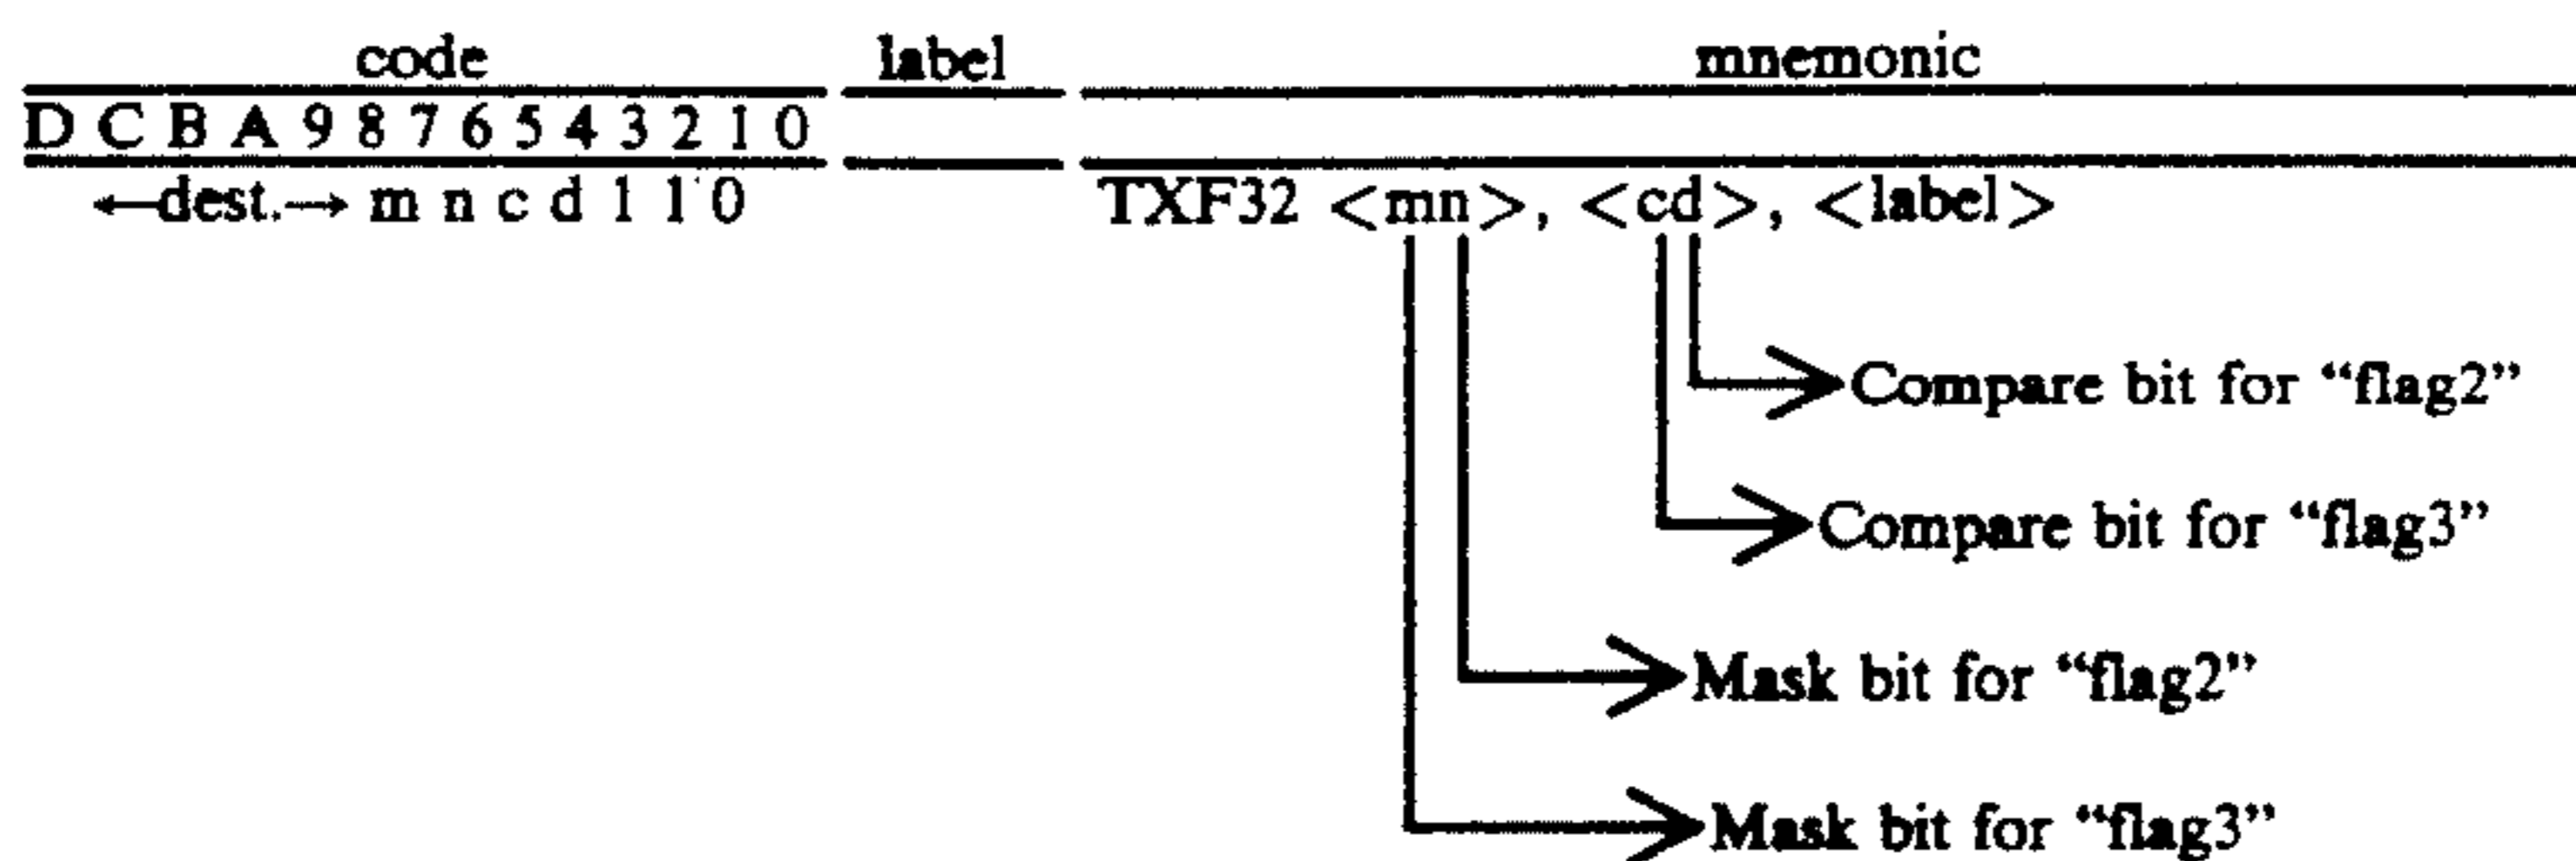 code label mnemonic
D C B A 9 8 7 6 5 4 3 2 1 0
←dest.→ m n c d 1 1 0 TXF32 <mn>, <cd>, <label>
Compare bit for “flag2”
Compare bit for “flag3”
Mask bit for “flag2”
Mask bit for “flag3”